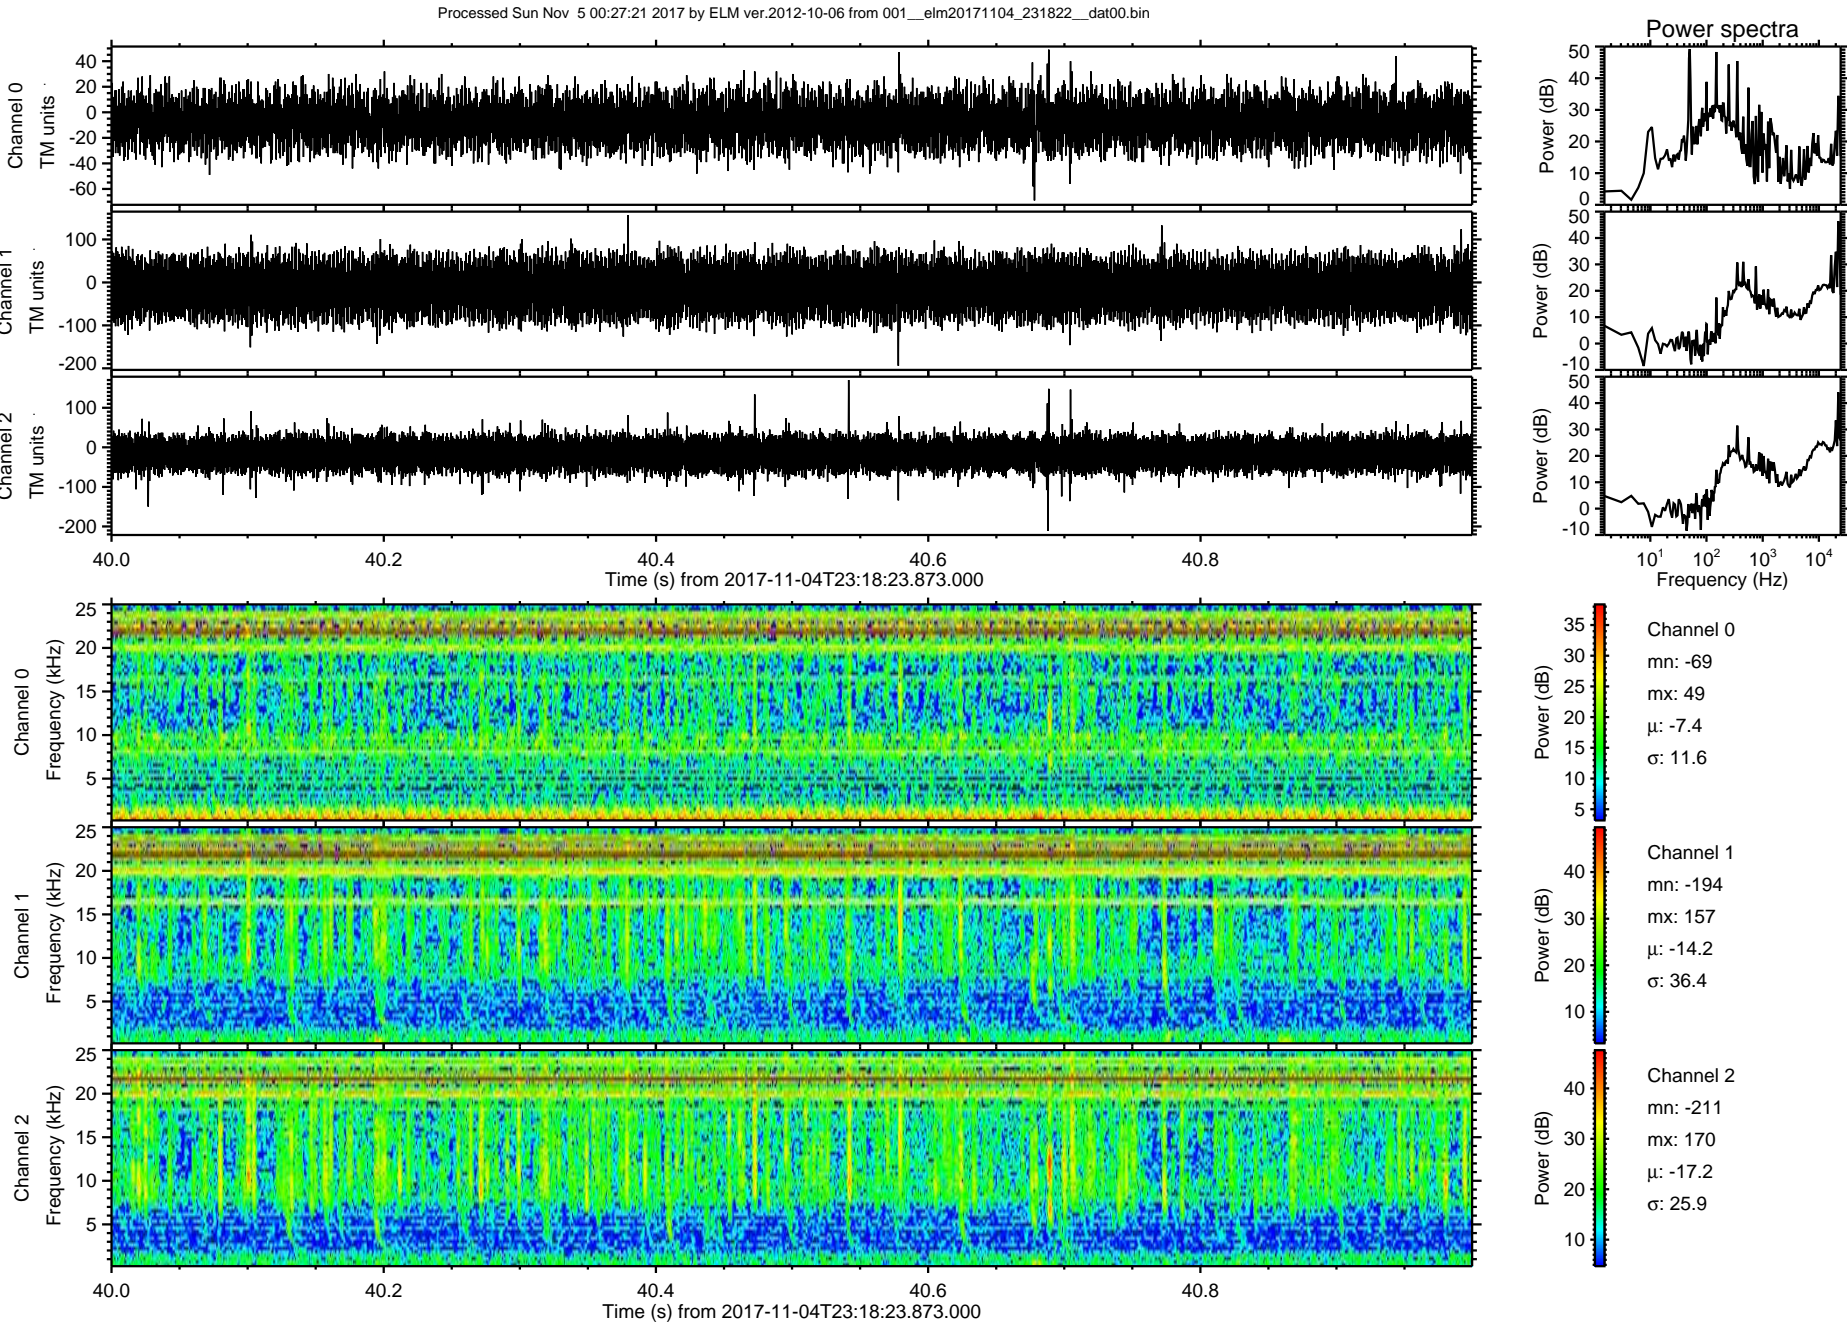 Processed Sun Nov  5 00:27:21 2017 by ELM ver.2012-10-06 from 001__elm20171104_231822__dat00.bin
Power spectra
Channel 0
TM units
40
20
0
-20
-40
-60
Power (dB)
50
40
30
20
10
0
Channel 1
TM units
100
0
-100
-200
Power (dB)
50
40
30
20
10
0
-10
Channel 2
TM units
100
0
-100
-200
Power (dB)
50
40
30
20
10
0
-10
40.0 40.2 40.4 40.6 40.8
Time (s) from 2017-11-04T23:18:23.873.000
10¹ 10² 10³ 10⁴
Frequency (Hz)
Channel 0
Frequency (kHz)
25
20
15
10
5
Power (dB)
35
30
25
20
15
10
5
Channel 0
mn: -69
mx: 49
μ: -7.4
σ: 11.6
Channel 1
Frequency (kHz)
25
20
15
10
5
Power (dB)
40
30
20
10
Channel 1
mn: -194
mx: 157
μ: -14.2
σ: 36.4
Channel 2
Frequency (kHz)
25
20
15
10
5
Power (dB)
40
30
20
10
Channel 2
mn: -211
mx: 170
μ: -17.2
σ: 25.9
40.0 40.2 40.4 40.6 40.8
Time (s) from 2017-11-04T23:18:23.873.000